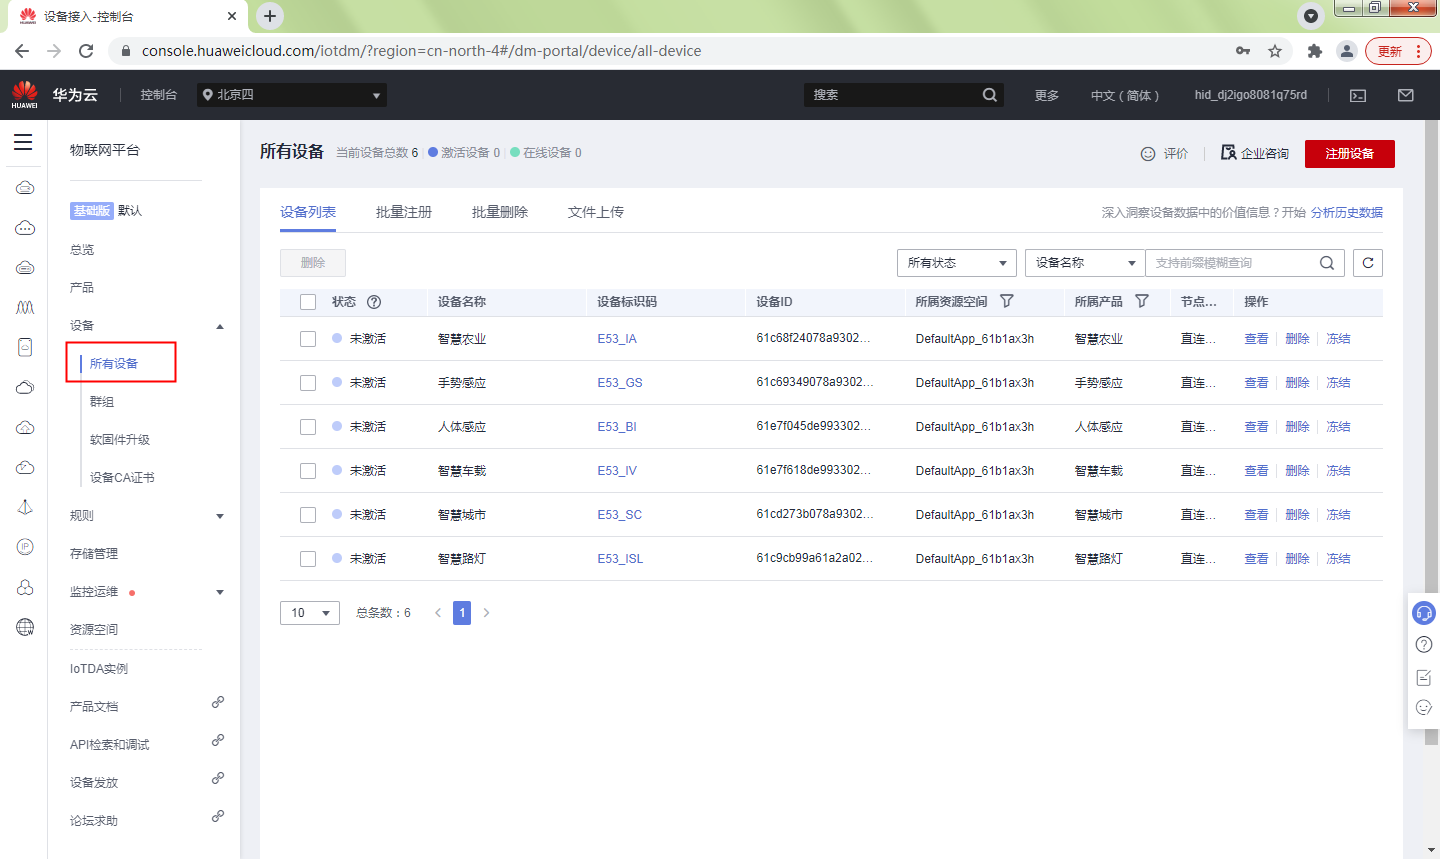 设备接入-控制台
console.huaweicloud.com/iotdm/?region=cn-north-4#/dm-portal/device/all-device
更新
HUAWEI
华为云
控制台
北京四
搜索
更多
中文（简体）
hid_dj2igo8081q75rd
物联网平台
基础版 默认
总览
产品
设备
所有设备
群组
软固件升级
设备CA证书
规则
存储管理
监控运维
资源空间
IoTDA实例
产品文档
API检索和调试
设备发放
论坛求助
所有设备 当前设备总数 6 激活设备 0 在线设备 0
评价
企业咨询
注册设备
设备列表 批量注册 批量删除 文件上传
深入洞察设备数据中的价值信息？开始 分析历史数据
删除
所有状态
设备名称
支持前缀模糊查询
状态 设备名称 设备标识码 设备ID 所属资源空间 所属产品 节点... 操作
未激活 智慧农业 E53_IA 61c68f24078a9302... DefaultApp_61b1ax3h 智慧农业 直连... 查看 删除 冻结
未激活 手势感应 E53_GS 61c69349078a9302... DefaultApp_61b1ax3h 手势感应 直连... 查看 删除 冻结
未激活 人体感应 E53_BI 61e7f045de993302... DefaultApp_61b1ax3h 人体感应 直连... 查看 删除 冻结
未激活 智慧车载 E53_IV 61e7f618de993302... DefaultApp_61b1ax3h 智慧车载 直连... 查看 删除 冻结
未激活 智慧城市 E53_SC 61cd273b078a9302... DefaultApp_61b1ax3h 智慧城市 直连... 查看 删除 冻结
未激活 智慧路灯 E53_ISL 61c9cb99a61a2a02... DefaultApp_61b1ax3h 智慧路灯 直连... 查看 删除 冻结
10
总条数：6
1